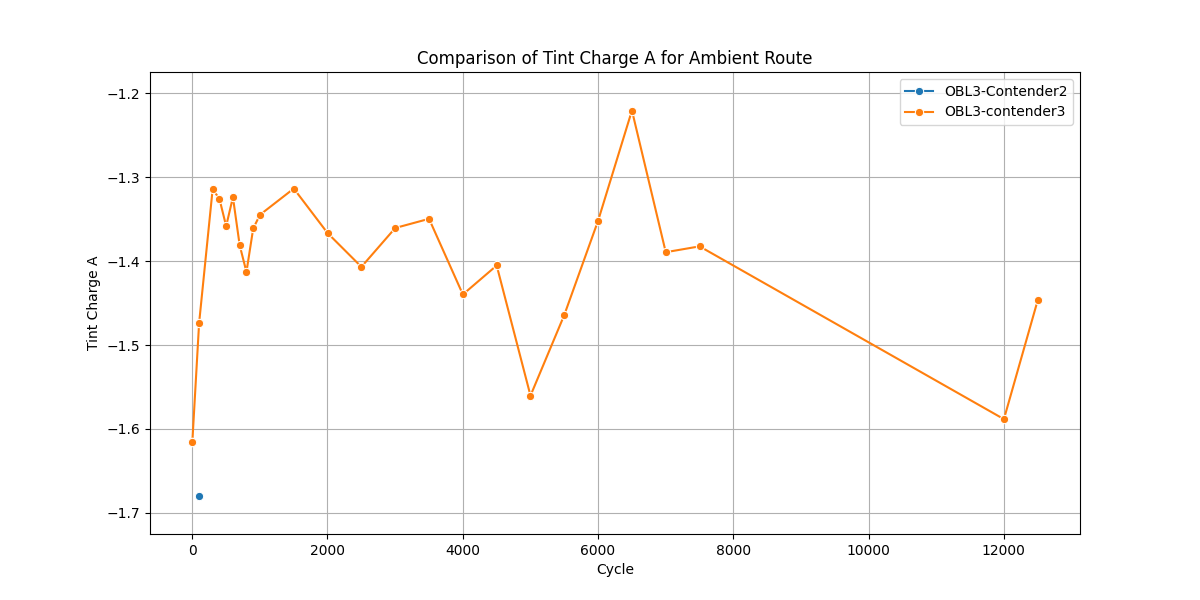 Comparison of Tint Charge A for Ambient Route
OBL3-Contender2
OBL3-contender3
Tint Charge A
−1.2
−1.3
−1.4
−1.5
−1.6
−1.7
0 2000 4000 6000 8000 10000 12000
Cycle